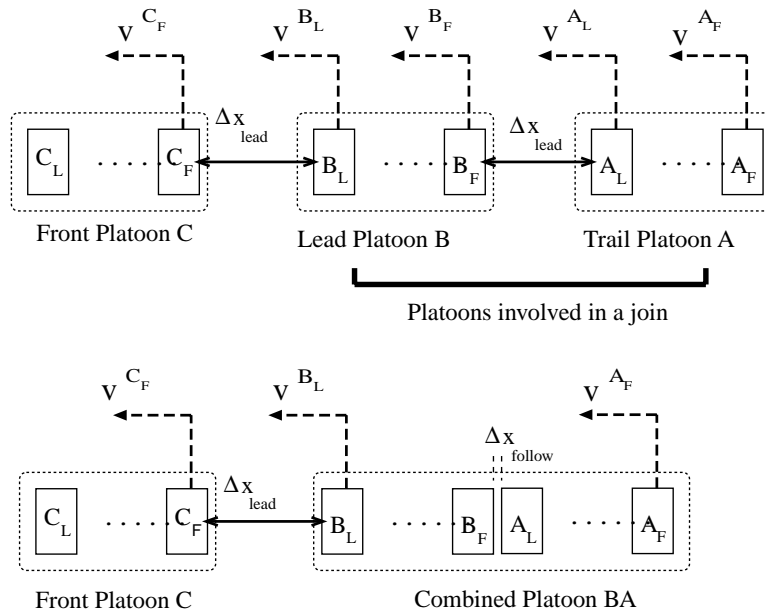 V C_F V B_L V B_F V A_L V A_F
Δx_lead Δx_lead
C_L . . . . . . C_F B_L . . . . . . B_F A_L . . . . . . A_F
Front Platoon C Lead Platoon B Trail Platoon A
Platoons involved in a join
V C_F V B_L V A_F
Δx_lead Δx_follow
C_L . . . . . . C_F B_L . . . . . . B_F A_L . . . . . . A_F
Front Platoon C Combined Platoon BA